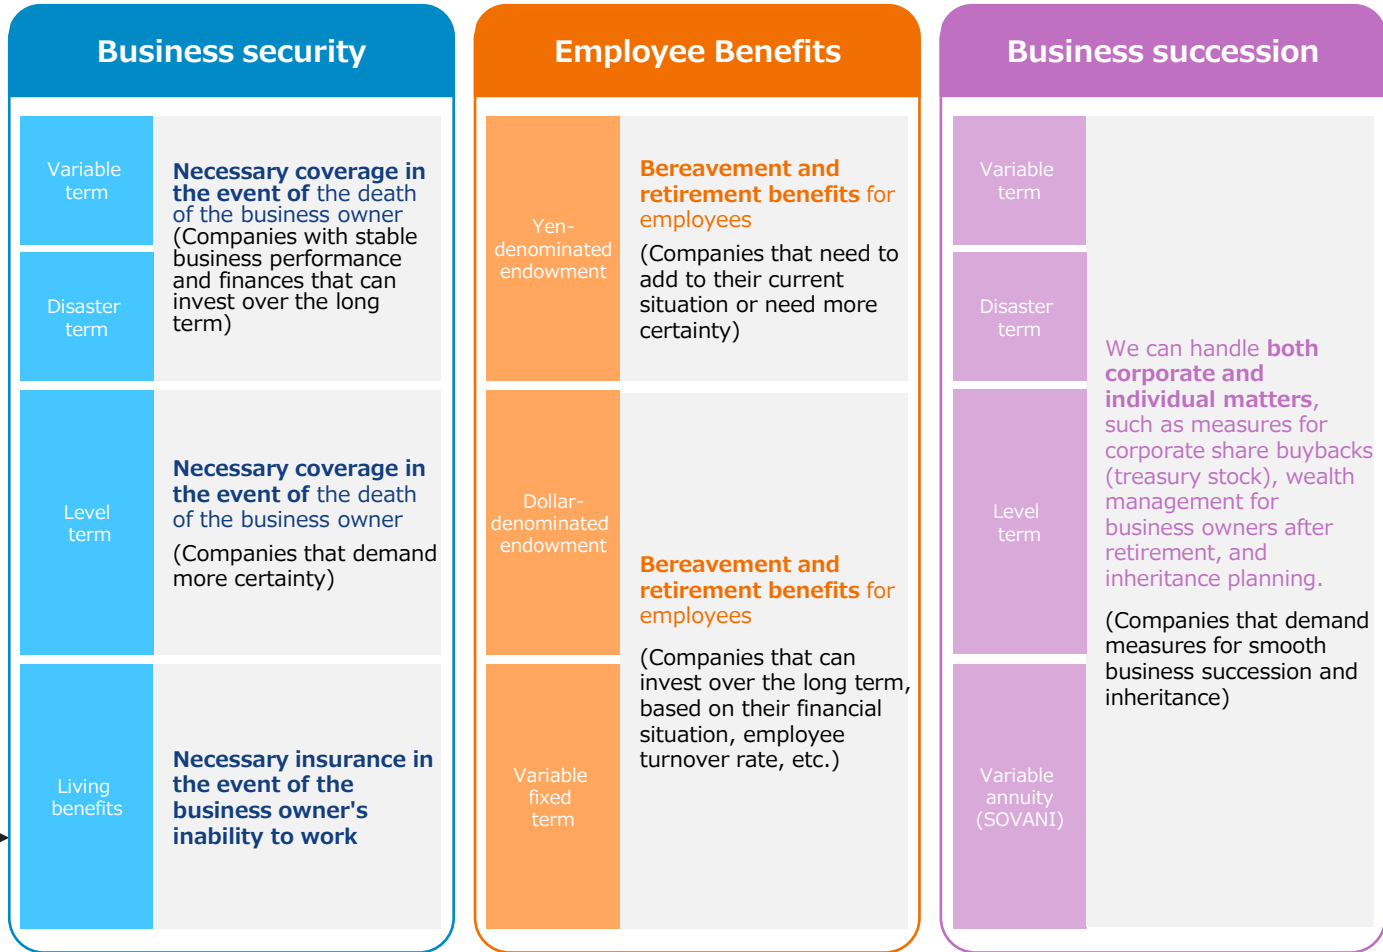 Business security
Variable
term
Disaster
term
Necessary coverage in
the event of the death
of the business owner
(Companies with stable
business performance
and finances that can
invest over the long
term)
Level
term
Necessary coverage in
the event of the death
of the business owner
(Companies that demand
more certainty)
Living
benefits
Necessary insurance in
the event of the
business owner's
inability to work
Employee Benefits
Yen-
denominated
endowment
Bereavement and
retirement benefits for
employees
(Companies that need to
add to their current
situation or need more
certainty)
Dollar-
denominated
endowment
Variable
fixed
term
Bereavement and
retirement benefits for
employees
(Companies that can
invest over the long term,
based on their financial
situation, employee
turnover rate, etc.)
Business succession
Variable
term
Disaster
term
Level
term
Variable
annuity
(SOVANI)
We can handle both
corporate and
individual matters,
such as measures for
corporate share buybacks
(treasury stock), wealth
management for
business owners after
retirement, and
inheritance planning.
(Companies that demand
measures for smooth
business succession and
inheritance)